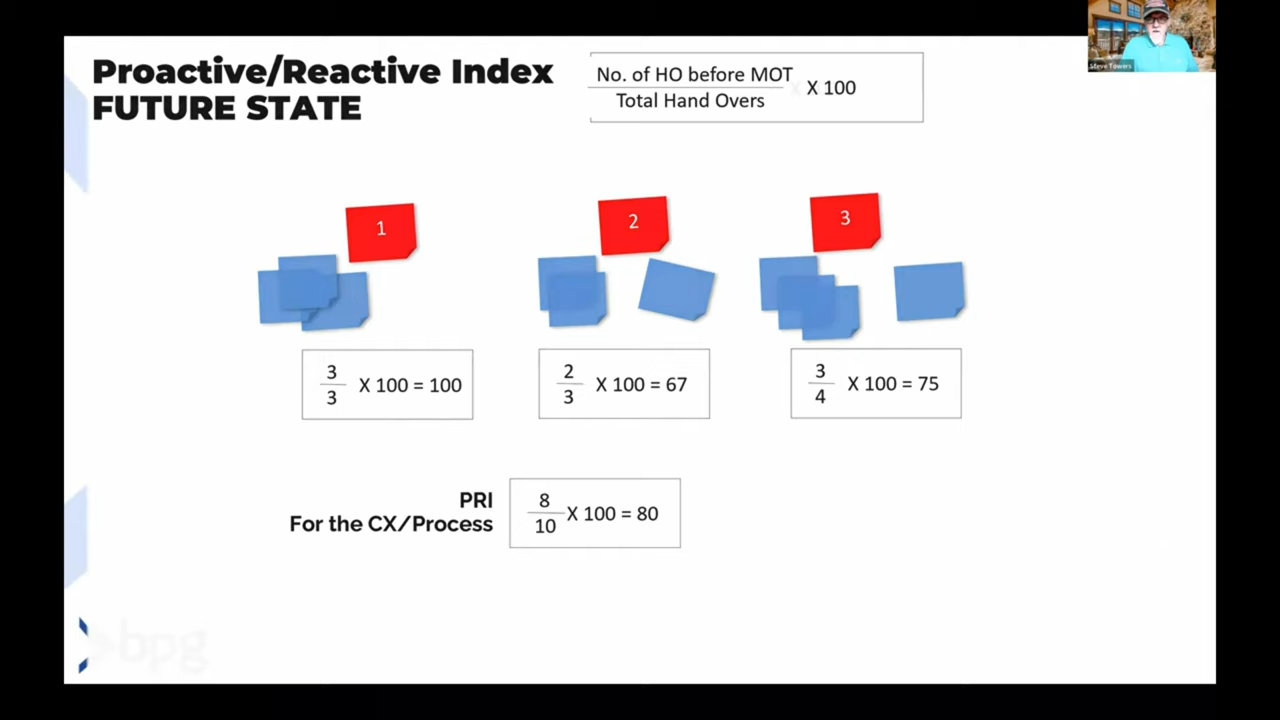 Proactive/Reactive Index
FUTURE STATE
No. of HO before MOT
Total Hand Overs
X 100
Steve Towers
1
2
3
3
3
X 100 = 100
2
3
X 100 = 67
3
4
X 100 = 75
PRI
For the CX/Process
8
10
X 100 = 80
bpg